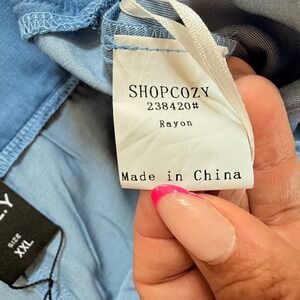 SHOPCOZY
238420#
Rayon
Made in China
SIZE
XXL